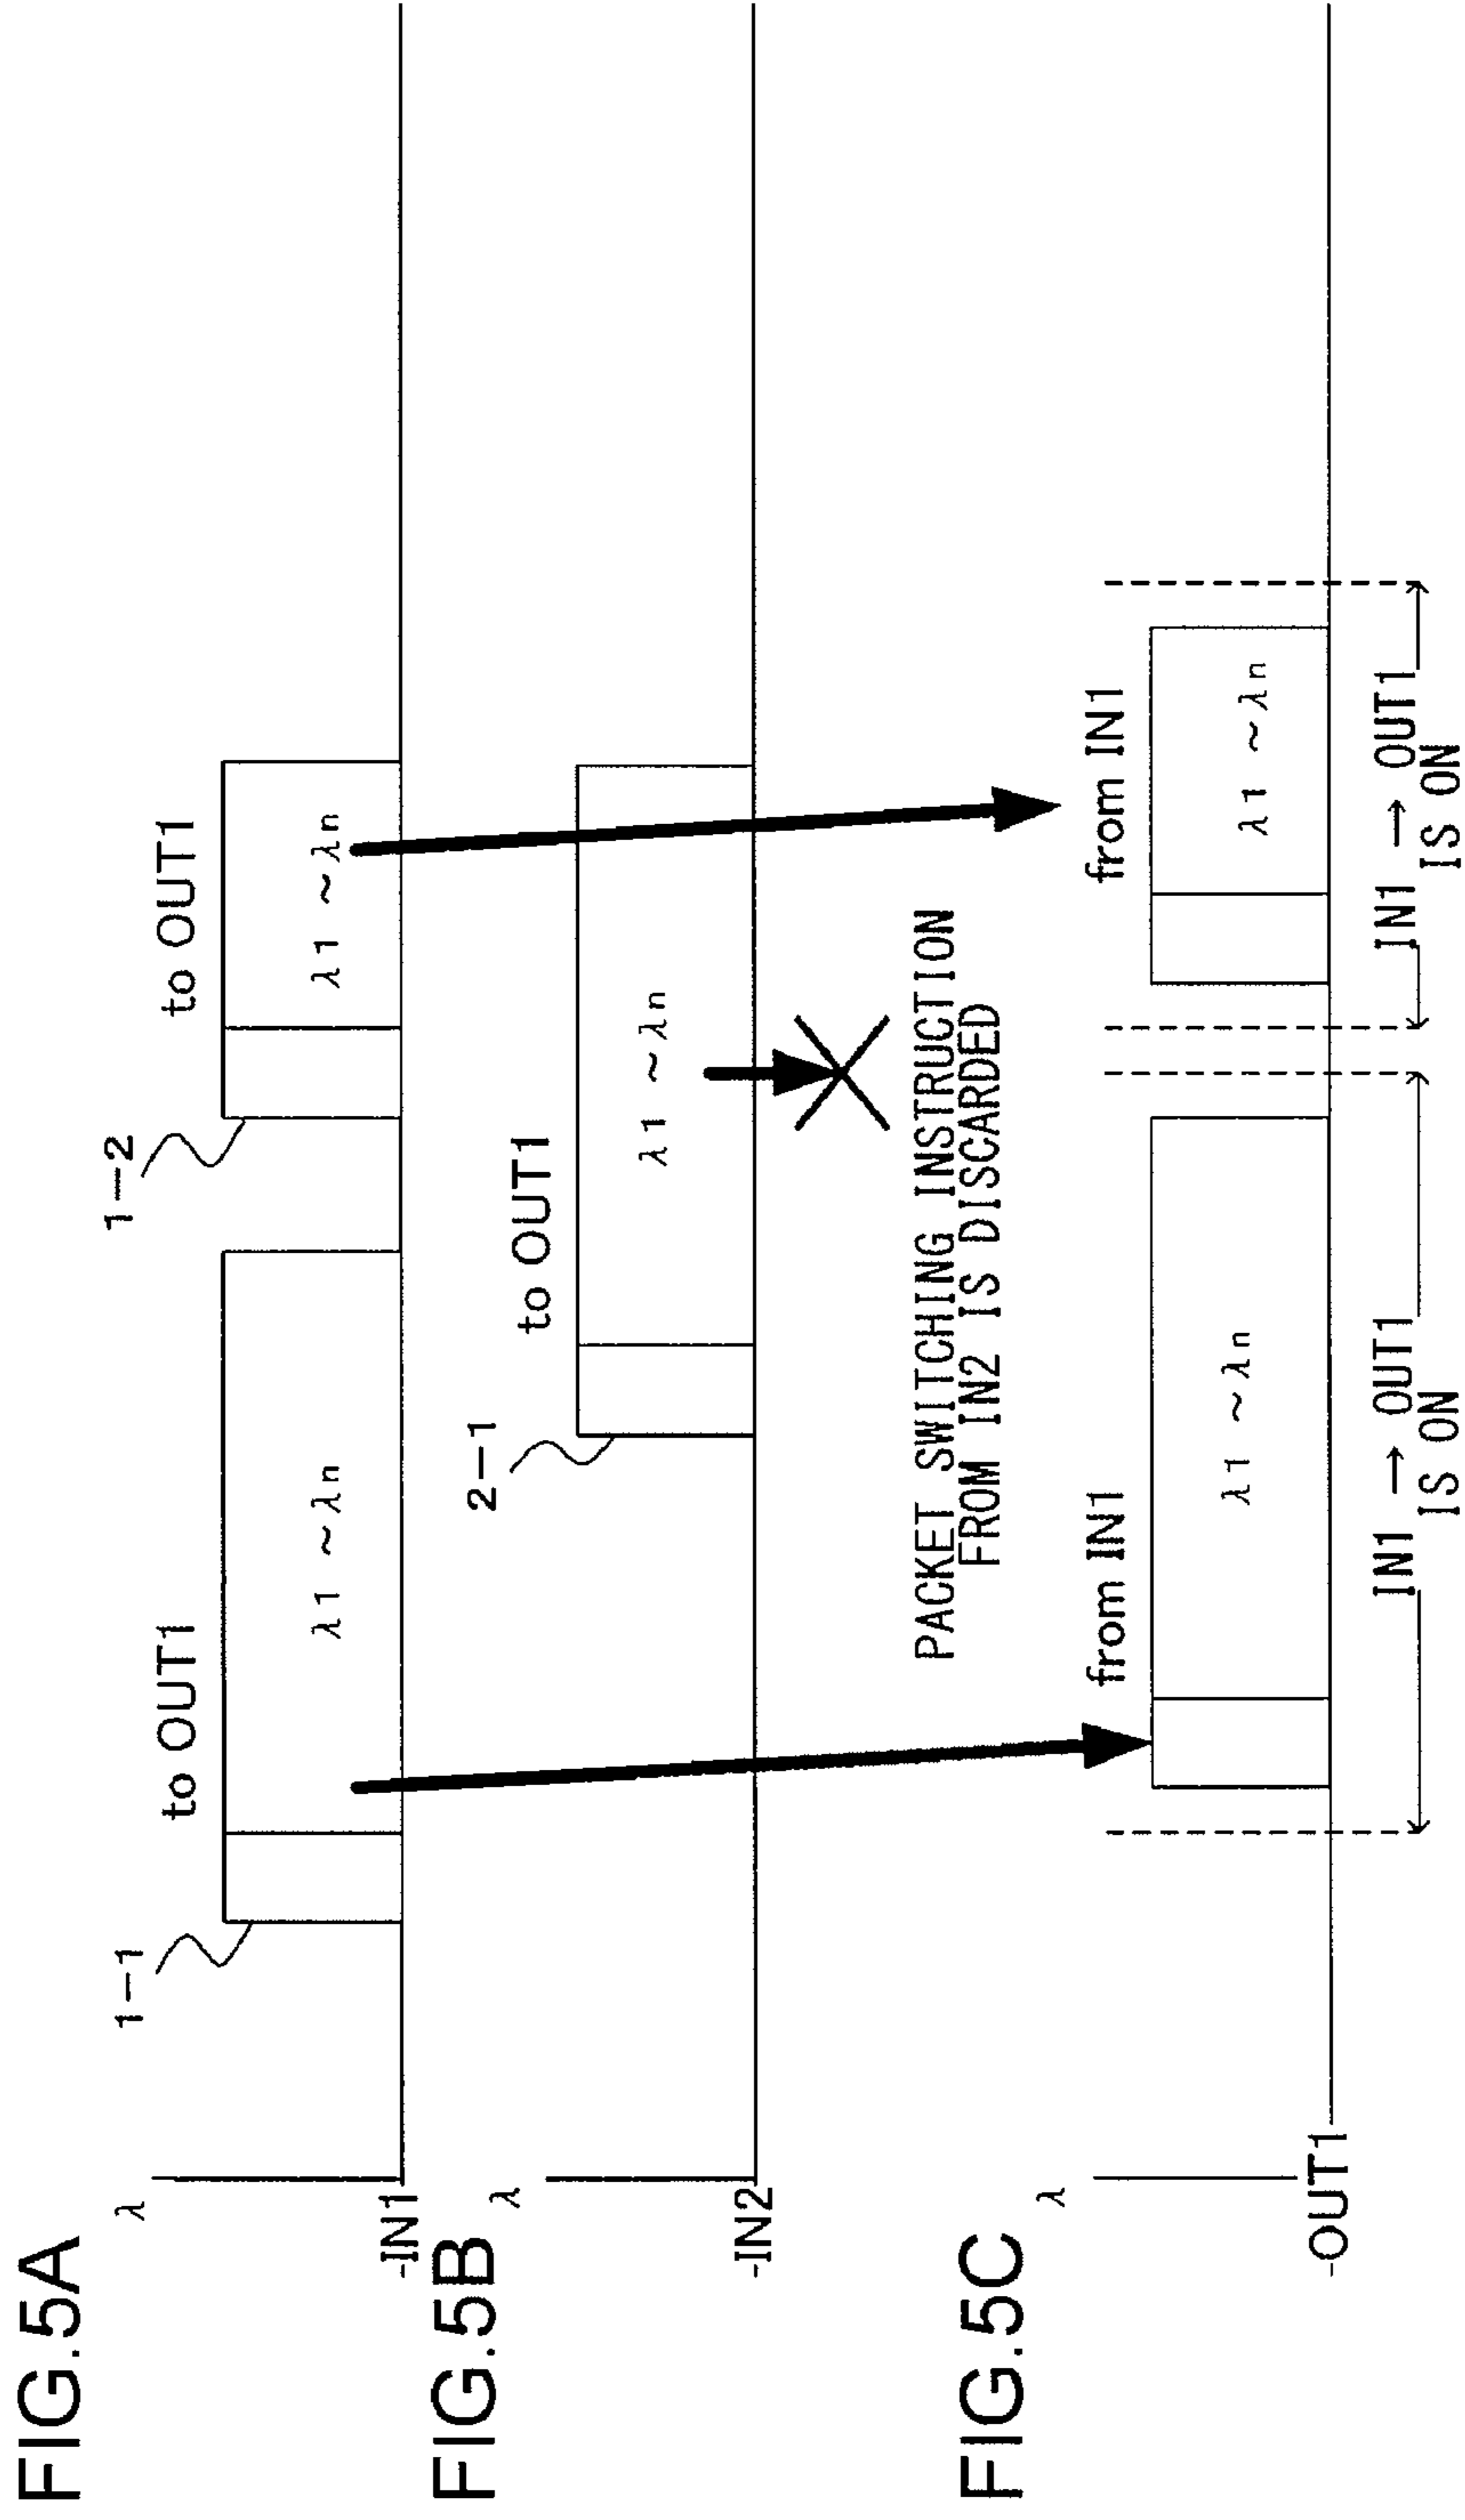 FIG.5A
λ
1-1
to OUT1
λ1~λn
1-2
to OUT1
λ1~λn
-IN1
FIG.5B
λ
2-1
to OUT1
λ1~λn
-IN2
PACKET SWITCHING INSTRUCTION
FROM IN2 IS DISCARDED
FIG.5C
λ
from IN1
λ1~λn
from IN1
λ1~λn
-OUT1
IN1→OUT1
IS ON
IN1→OUT1
IS ON